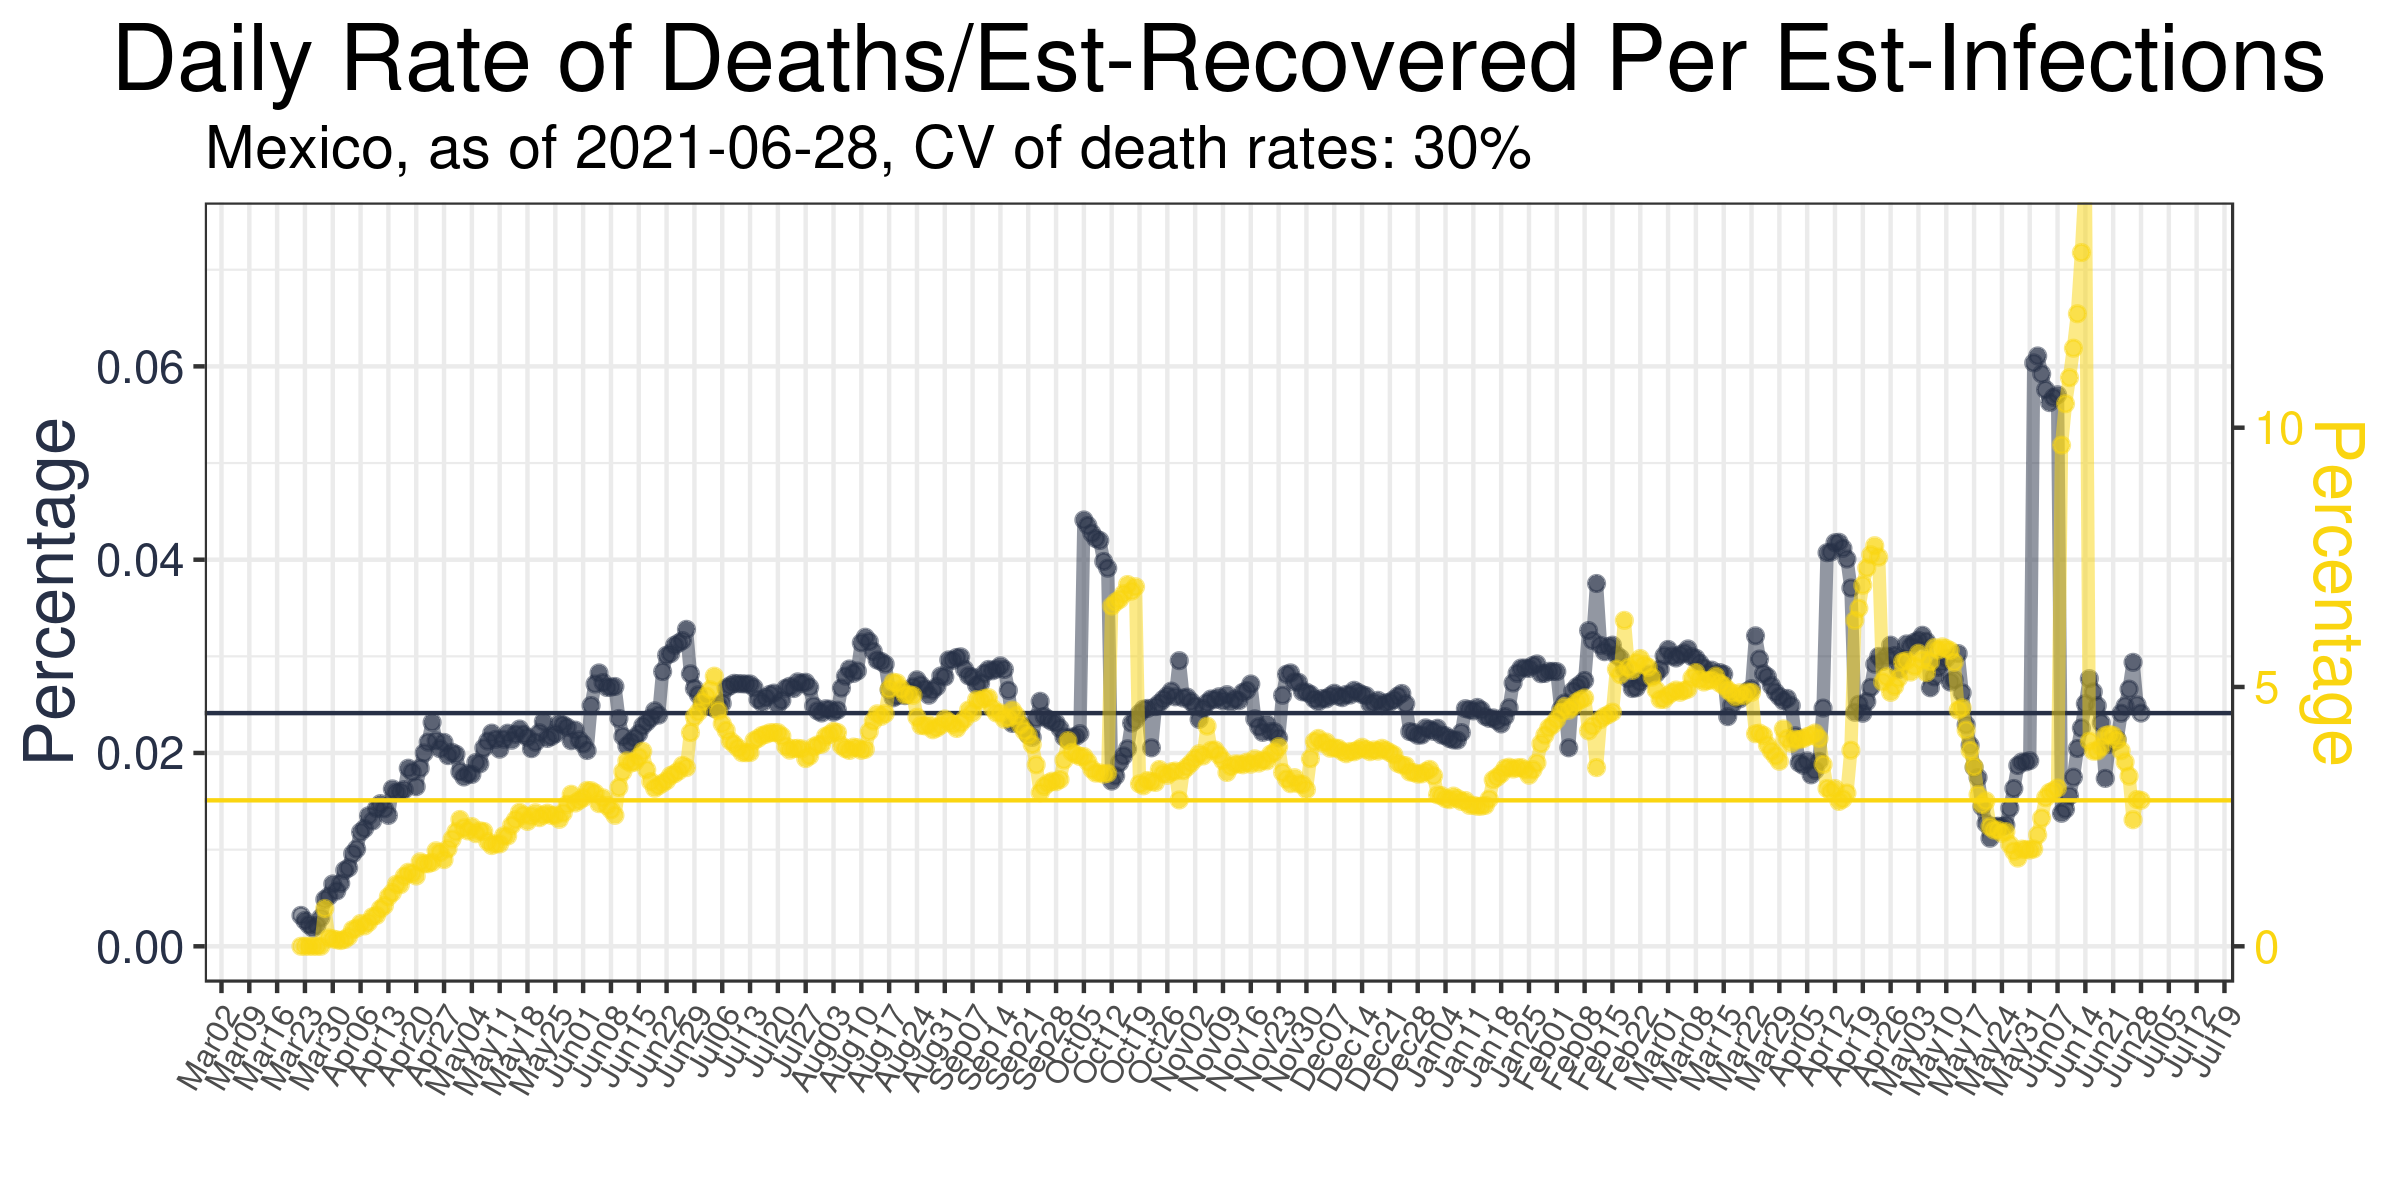 Daily Rate of Deaths/Est-Recovered Per Est-Infections
Mexico, as of 2021-06-28, CV of death rates: 30%
Percentage
0.06
0.04
0.02
0.00
10
5
0
Percentage
Mar02
Mar09
Mar16
Mar23
Mar30
Apr06
Apr13
Apr20
Apr27
May04
May11
May18
May25
Jun01
Jun08
Jun15
Jun22
Jun29
Jul06
Jul13
Jul20
Jul27
Aug03
Aug10
Aug17
Aug24
Aug31
Sep07
Sep14
Sep21
Sep28
Oct05
Oct12
Oct19
Oct26
Nov02
Nov09
Nov16
Nov23
Nov30
Dec07
Dec14
Dec21
Dec28
Jan04
Jan11
Jan18
Jan25
Feb01
Feb08
Feb15
Feb22
Mar01
Mar08
Mar15
Mar22
Mar29
Apr05
Apr12
Apr19
Apr26
May03
May10
May17
May24
May31
Jun07
Jun14
Jun21
Jun28
Jul05
Jul12
Jul19